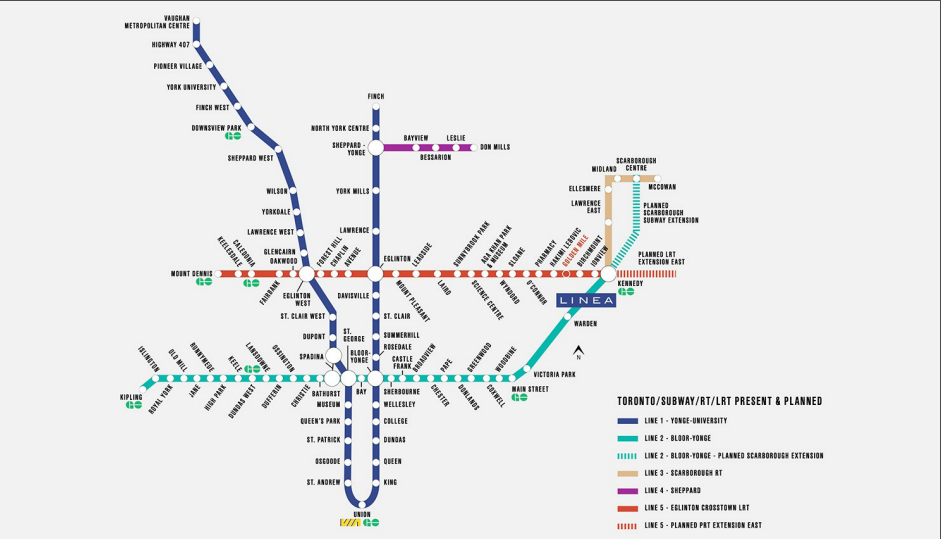 VAUGHAN
METROPOLITAN CENTRE
HIGHWAY 407
PIONEER VILLAGE
YORK UNIVERSITY
FINCH WEST
DOWNSVIEW PARK
GO
SHEPPARD WEST
WILSON
YORKDALE
LAWRENCE WEST
GLENCAIRN
OAKWOOD
FINCH
NORTH YORK CENTRE
SHEPPARD -
YONGE
BAYVIEW
LESLIE
BESSARION
DON MILLS
YORK MILLS
LAWRENCE
EGLINTON
SCARBOROUGH
CENTRE
MIDLAND
MCCOWAN
ELLESMERE
LAWRENCE
EAST
PLANNED
SCARBOROUGH
SUBWAY EXTENSION
PLANNED LRT
EXTENSION EAST
MOUNT DENNIS
GO
KEELESDALE
CALEDONIA
GO
FAIRBANK
EGLINTON
WEST
FOREST HILL
CHAPLIN
AVENUE
MOUNT PLEASANT
LEASIDE
LAIRD
SUNNYBROOK PARK
SCIENCE CENTRE
AGA KHAN PARK
& MUSEUM
WYNFORD
SLOANE
O'CONNOR
PHARMACY
HAKIMI LEBOVIC
GOLDEN MILE
BIRCHMOUNT
IONVIEW
KENNEDY
GO
LINEA
WARDEN
VICTORIA PARK
N
ST. CLAIR WEST
DUPONT
SPADINA
ST.
GEORGE
DAVISVILLE
ST. CLAIR
SUMMERHILL
ROSEDALE
BLOOR-
YONGE
KIPLING
GO
ISLINGTON
ROYAL YORK
OLD MILL
JANE
RUNNYMEDE
HIGH PARK
KEELE
DUNDAS WEST
GO
LANSDOWNE
DUFFERIN
OSSINGTON
CHRISTIE
BATHURST
BAY
SHERBOURNE
CASTLE
FRANK
BROADVIEW
CHESTER
PAPE
DONLANDS
GREENWOOD
COXWELL
WOODBINE
MAIN STREET
GO
MUSEUM
QUEEN'S PARK
ST. PATRICK
OSGOODE
ST. ANDREW
WELLESLEY
COLLEGE
DUNDAS
QUEEN
KING
UNION
VIA GO
TORONTO/SUBWAY/RT/LRT PRESENT & PLANNED
LINE 1 - YONGE-UNIVERSITY
LINE 2 - BLOOR-YONGE
LINE 2 - BLOOR-YONGE - PLANNED SCARBOROUGH EXTENSION
LINE 3 - SCARBOROUGH RT
LINE 4 - SHEPPARD
LINE 5 - EGLINTON CROSSTOWN LRT
LINE 5 - PLANNED PRT EXTENSION EAST